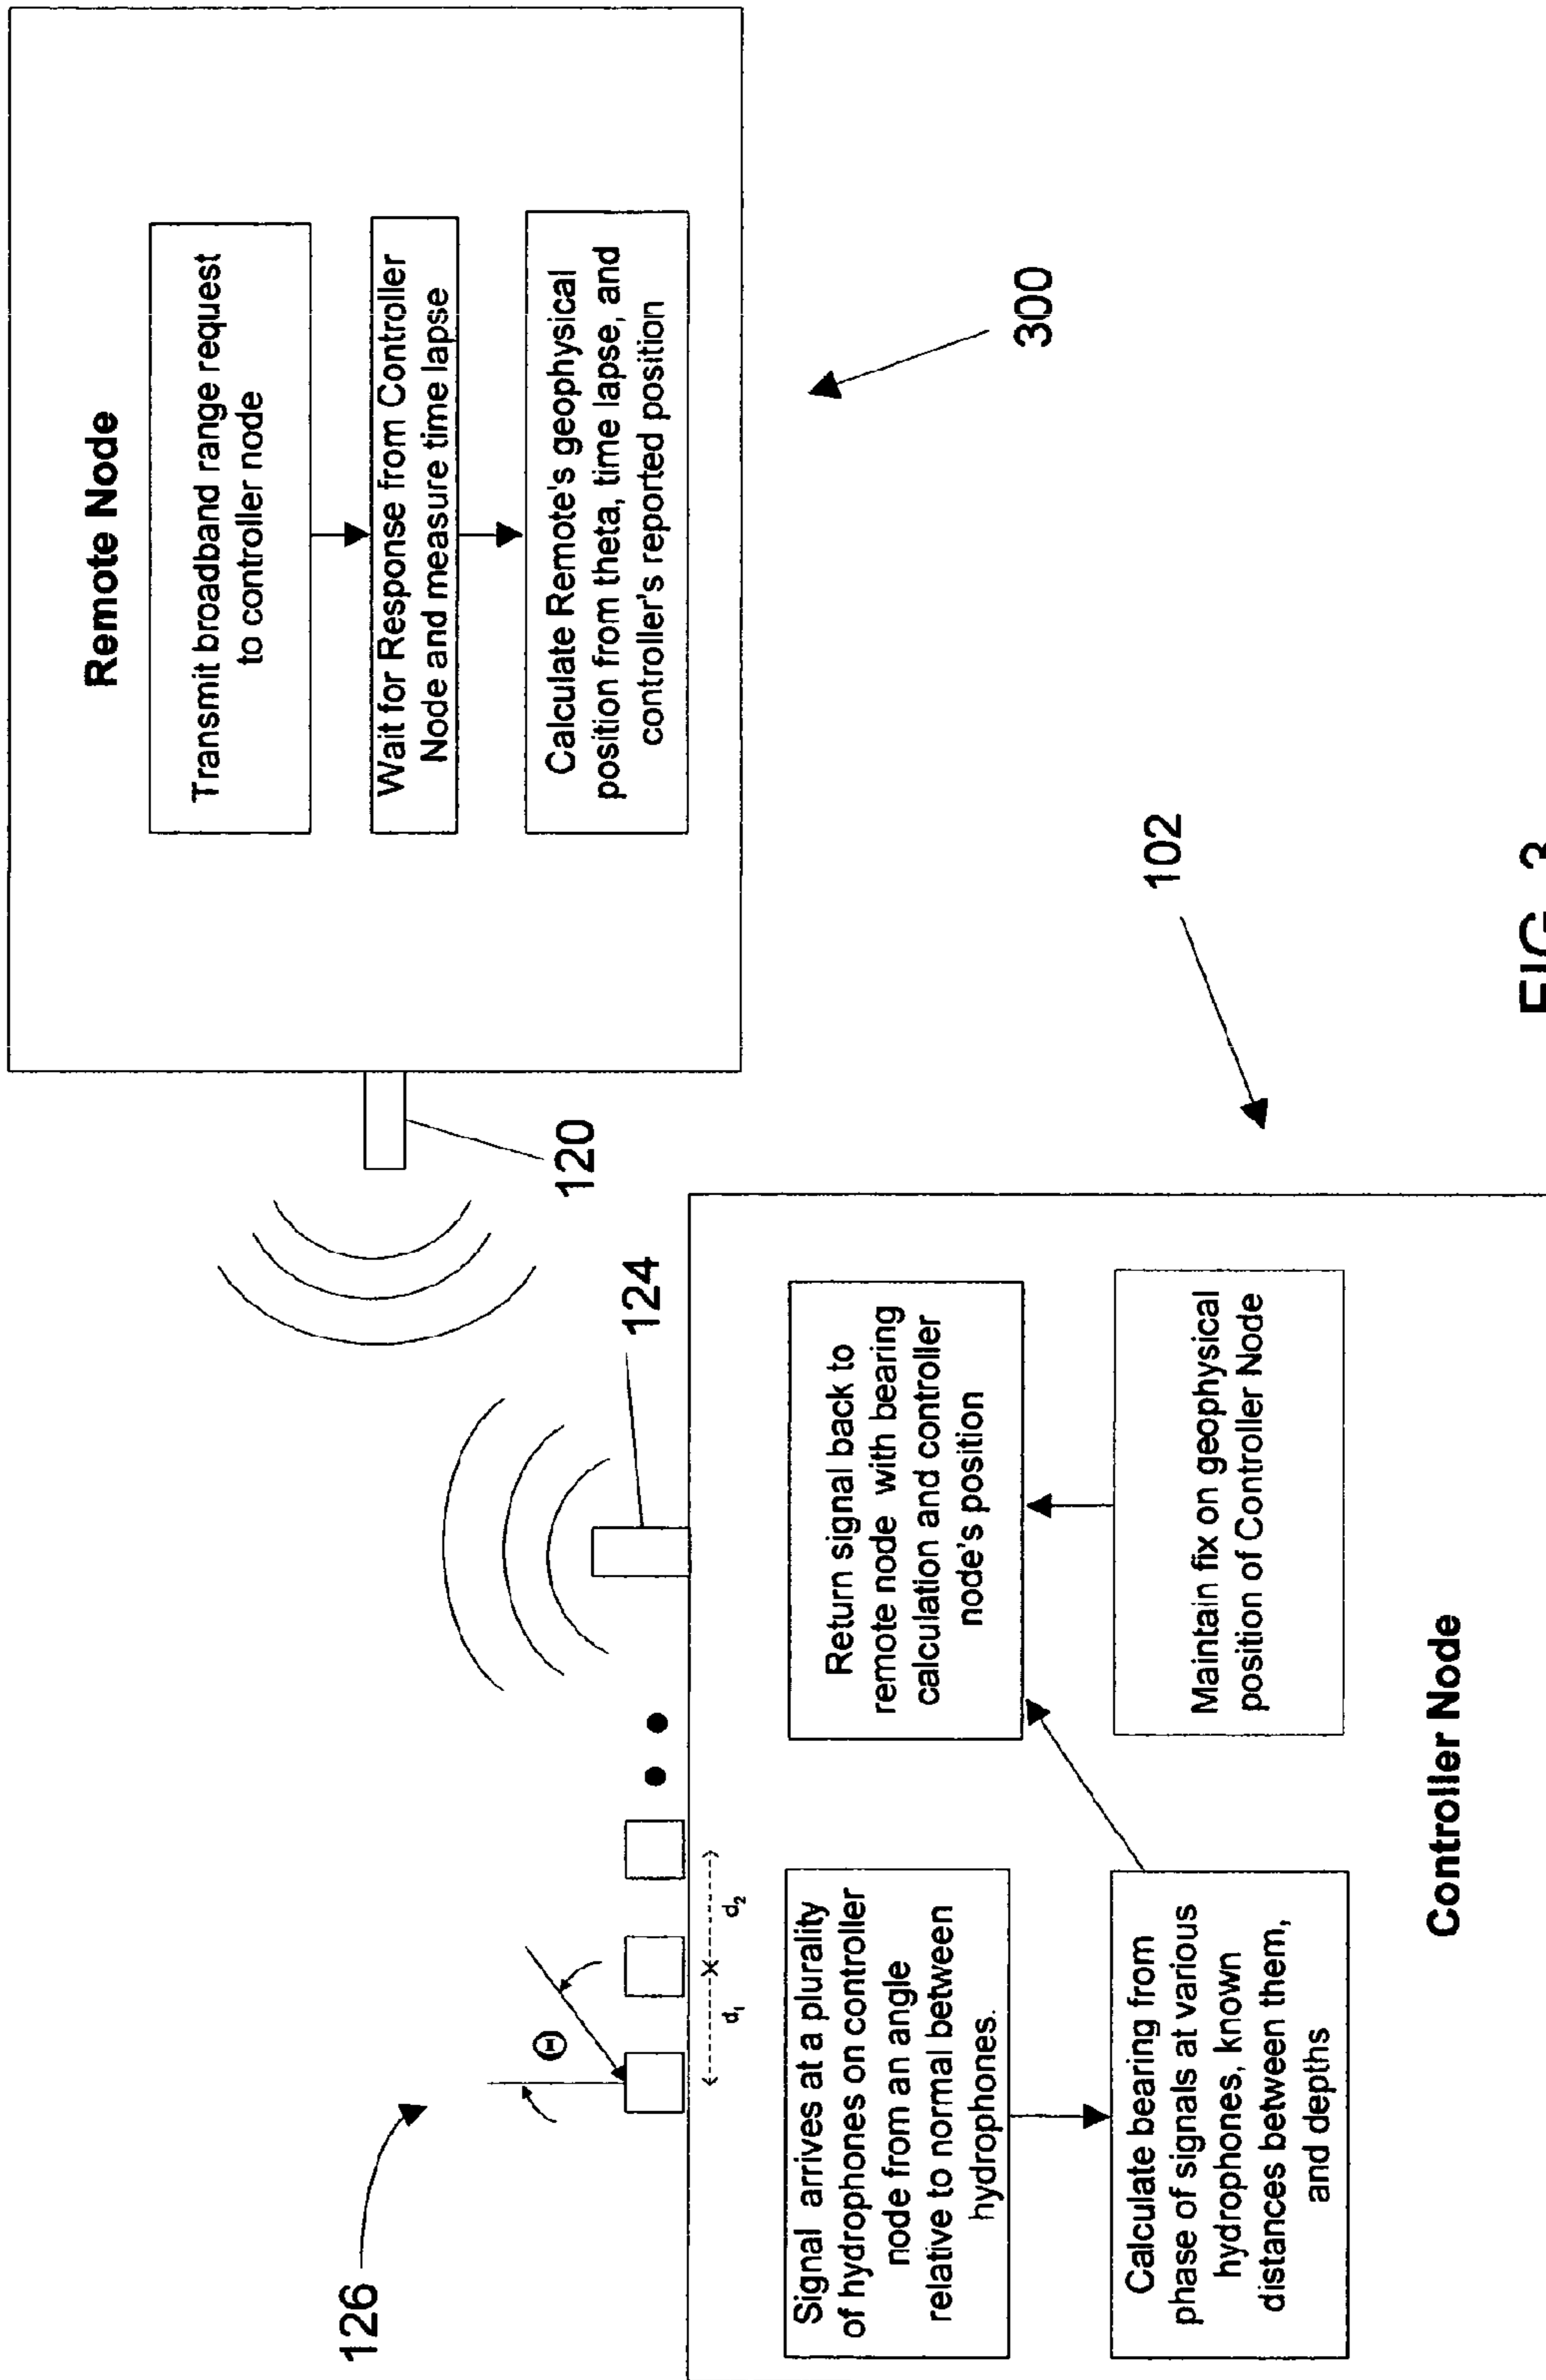 Remote Node
Transmit broadband range request
to controller node
Wait for Response from Controller
Node and measure time lapse
Calculate Remote's geophysical
position from theta, time lapse, and
controller's reported position
300
120
124
126
Θ
d₁
d₂
102
Signal arrives at a plurality
of hydrophones on controller
node from an angle
relative to normal between
hydrophones.
Calculate bearing from
phase of signals at various
hydrophones, known
distances between them,
and depths
Return signal back to
remote node with bearing
calculation and controller
node's position
Maintain fix on geophysical
position of Controller Node
Controller Node
FIG. 3